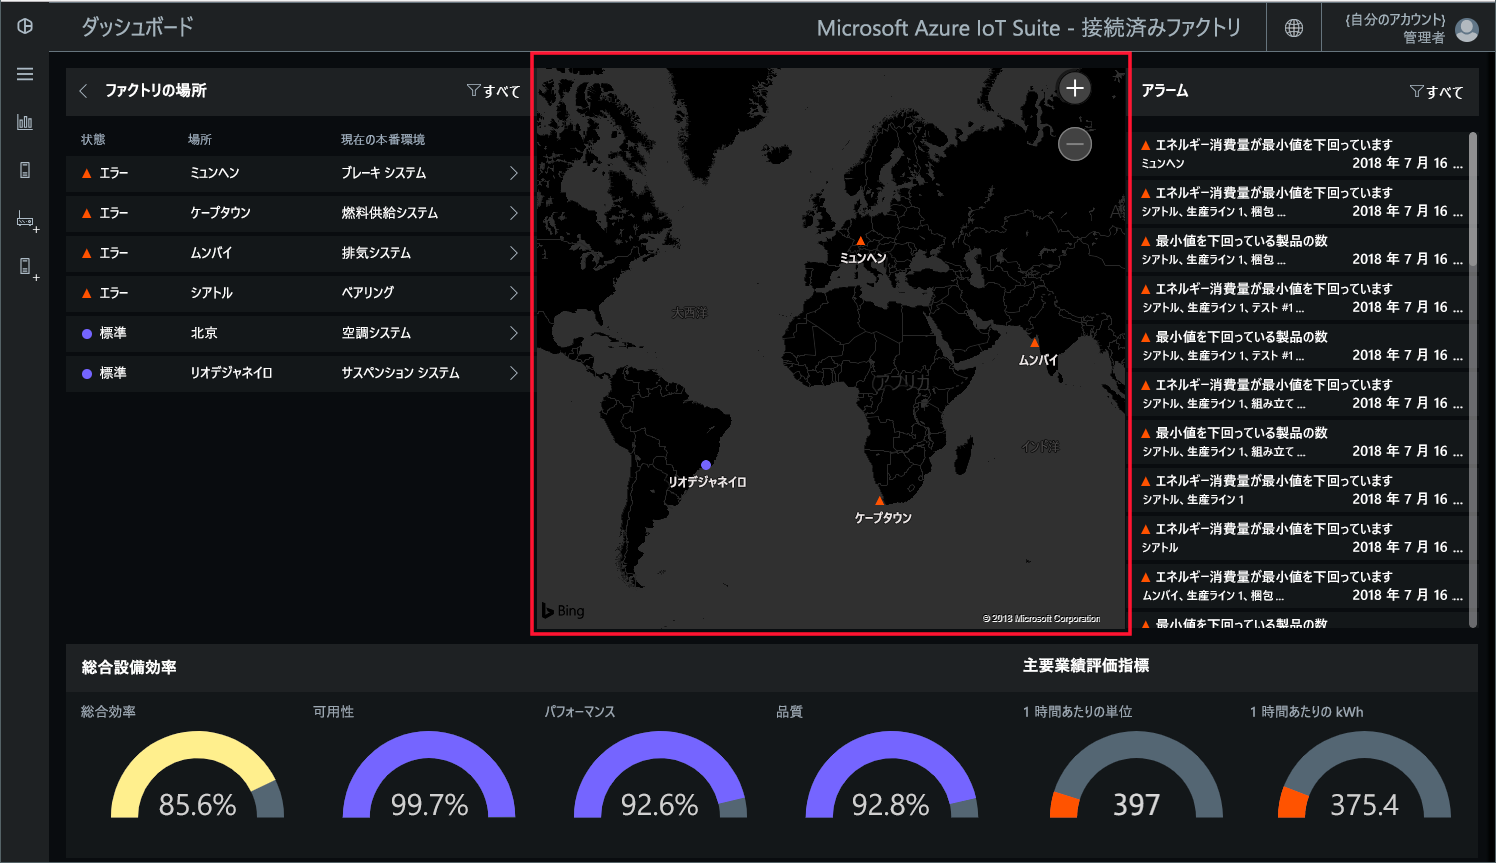 ダッシュボード
Microsoft Azure IoT Suite - 接続済みファクトリ
{自分のアカウント}
管理者
ファクトリの場所
すべて
状態 場所 現在の本番環境
エラー ミュンヘン ブレーキ システム
エラー ケープタウン 燃料供給システム
エラー ムンバイ 排気システム
エラー シアトル ベアリング
標準 北京 空調システム
標準 リオデジャネイロ サスペンション システム
大西洋
ミュンヘン
ムンバイ
アフリカ
インド洋
リオデジャネイロ
ケープタウン
Bing
© 2018 Microsoft Corporation
アラーム
すべて
エネルギー消費量が最小値を下回っています
ミュンヘン 2018 年 7 月 16 ...
エネルギー消費量が最小値を下回っています
シアトル、生産ライン 1、梱包 ... 2018 年 7 月 16 ...
最小値を下回っている製品の数
シアトル、生産ライン 1、梱包 ... 2018 年 7 月 16 ...
エネルギー消費量が最小値を下回っています
シアトル、生産ライン 1、テスト #1 ... 2018 年 7 月 16 ...
最小値を下回っている製品の数
シアトル、生産ライン 1、テスト #1 ... 2018 年 7 月 16 ...
エネルギー消費量が最小値を下回っています
シアトル、生産ライン 1、組み立て ... 2018 年 7 月 16 ...
最小値を下回っている製品の数
シアトル、生産ライン 1、組み立て ... 2018 年 7 月 16 ...
エネルギー消費量が最小値を下回っています
シアトル、生産ライン 1 2018 年 7 月 16 ...
エネルギー消費量が最小値を下回っています
シアトル 2018 年 7 月 16 ...
エネルギー消費量が最小値を下回っています
ムンバイ、生産ライン 1、梱包 ... 2018 年 7 月 16 ...
最小値を下回っている製品の数
総合設備効率
主要業績評価指標
総合効率 可用性 パフォーマンス 品質 1 時間あたりの単位 1 時間あたりの kWh
85.6% 99.7% 92.6% 92.8% 397 375.4